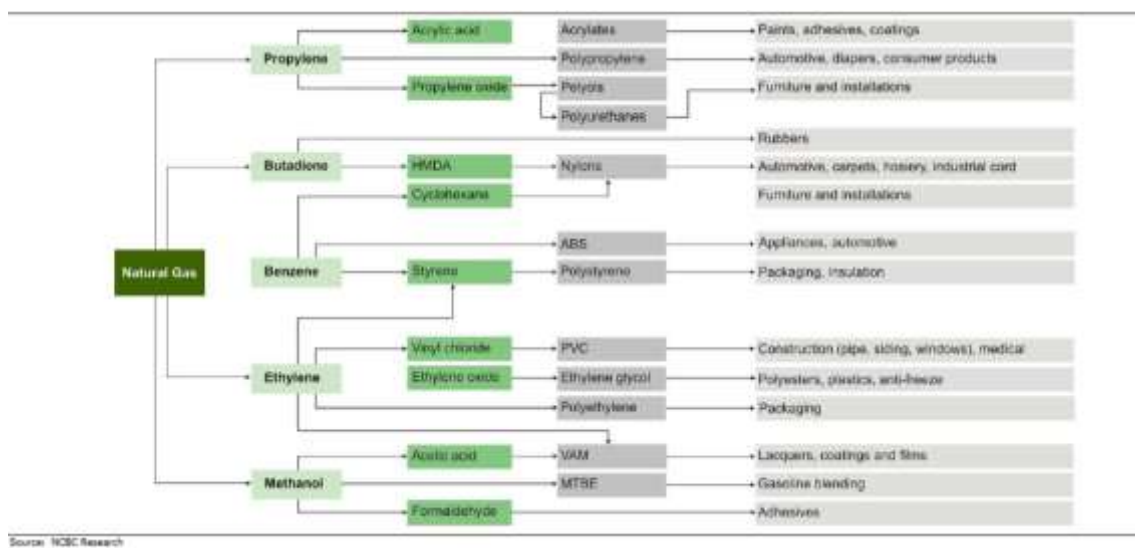 Acrylic acid
Acrylates
Paints, adhesives, coatings
Propylene
Polypropylene
Automotive, diapers, consumer products
Propylene oxide
Polyols
Furniture and installations
Polyurethanes
Rubbers
Butadiene
HMDA
Nylons
Automotive, carpets, hosiery, industrial cord
Cyclohexane
Furniture and installations
ABS
Appliances, automotive
Natural Gas
Benzene
Styrene
Polystyrene
Packaging, insulation
Vinyl chloride
PVC
Construction (pipe, siding, windows), medical
Ethylene
Ethylene oxide
Ethylene glycol
Polyesters, plastics, anti-freeze
Polyethylene
Packaging
Acetic acid
VAM
Lacquers, coatings and films
Methanol
MTBE
Gasoline blending
Formaldehyde
Adhesives
Source: NCBC Research